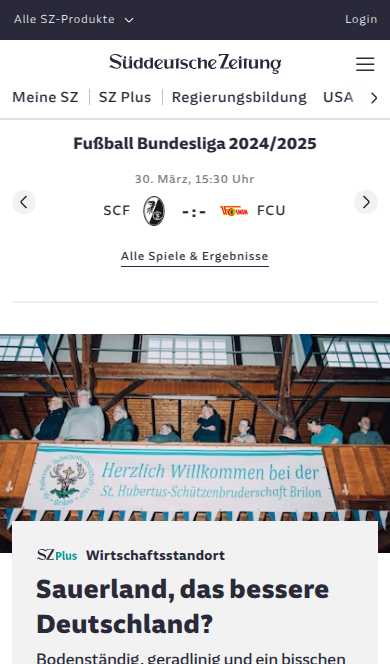 Alle SZ-Produkte
Login
Süddeutsche Zeitung
Meine SZ
SZ Plus
Regierungsbildung
USA
Fußball Bundesliga 2024/2025
30. März, 15:30 Uhr
SCF
-:-
FCU
Alle Spiele & Ergebnisse
Herzlich Willkommen bei der
St. Hubertus-Schützenbruderschaft Brilon
SZ Plus Wirtschaftsstandort
Sauerland, das bessere
Deutschland?
Bodenständig, geradlinig und ein bisschen